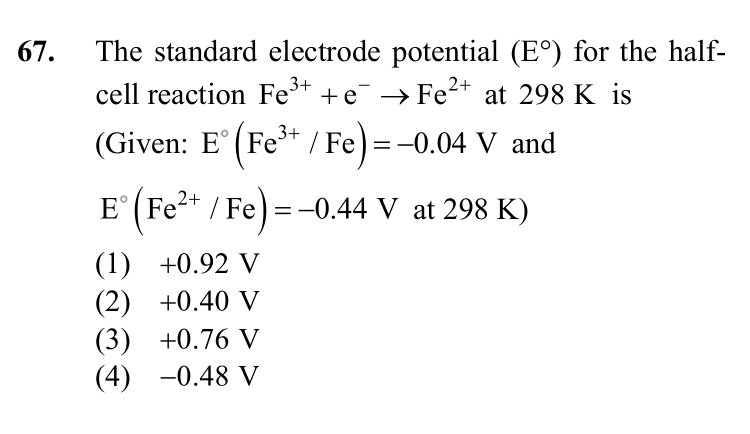 67. The standard electrode potential (E°) for the half-
cell reaction Fe³⁺ + e⁻ → Fe²⁺ at 298 K is
(Given: E°(Fe³⁺ / Fe) = −0.04 V and
E°(Fe²⁺ / Fe) = −0.44 V at 298 K)
(1) +0.92 V
(2) +0.40 V
(3) +0.76 V
(4) −0.48 V